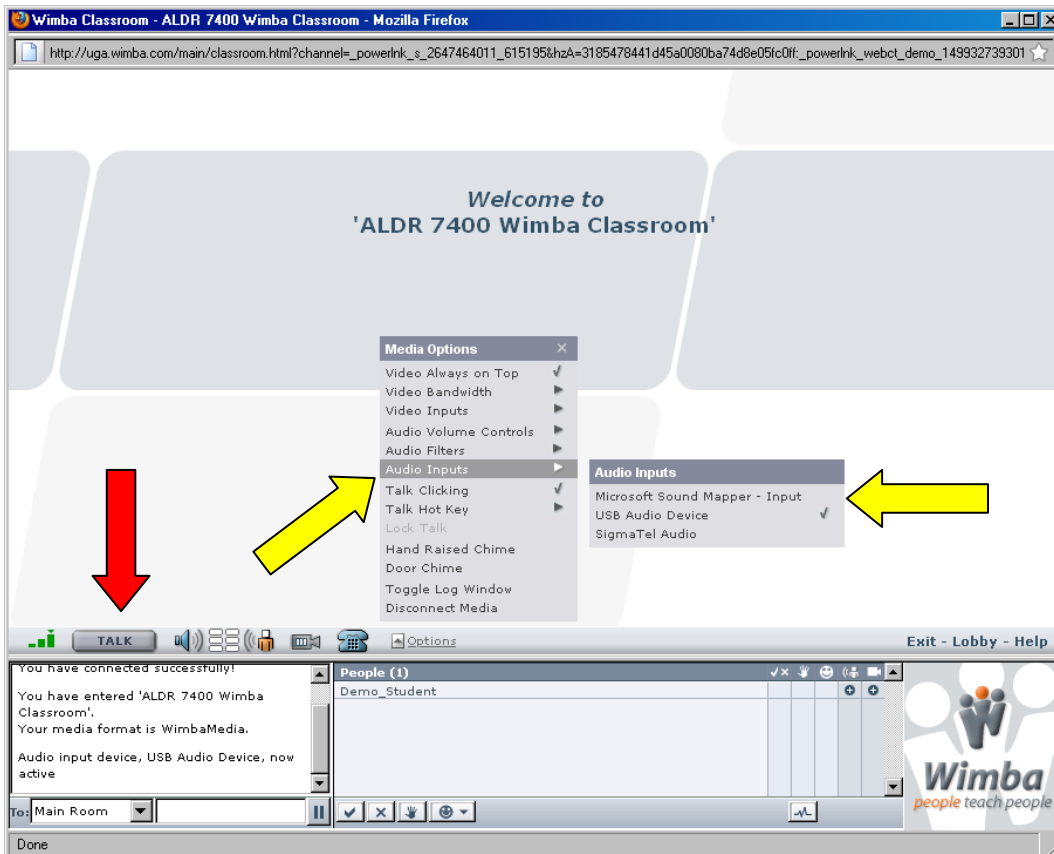 Wimba Classroom - ALDR 7400 Wimba Classroom - Mozilla Firefox
http://uga.wimba.com/main/classroom.html?channel=_powerlnk_s_2647464011_615195&hzA=3185478441d45a0080ba74d8e05fc0ff:_powerlnk_webct_demo_149932739301
Welcome to
'ALDR 7400 Wimba Classroom'
Media Options
Video Always on Top
Video Bandwidth
Video Inputs
Audio Volume Controls
Audio Filters
Audio Inputs
Talk Clicking
Talk Hot Key
Lock Talk
Hand Raised Chime
Door Chime
Toggle Log Window
Disconnect Media
Audio Inputs
Microsoft Sound Mapper - Input
USB Audio Device
SigmaTel Audio
TALK
Options
Exit - Lobby - Help
You have connected successfully!
You have entered 'ALDR 7400 Wimba
Classroom'.
Your media format is WimbaMedia.
Audio input device, USB Audio Device, now
active
To: Main Room
People (1)
Demo_Student
Wimba
people teach people
Done